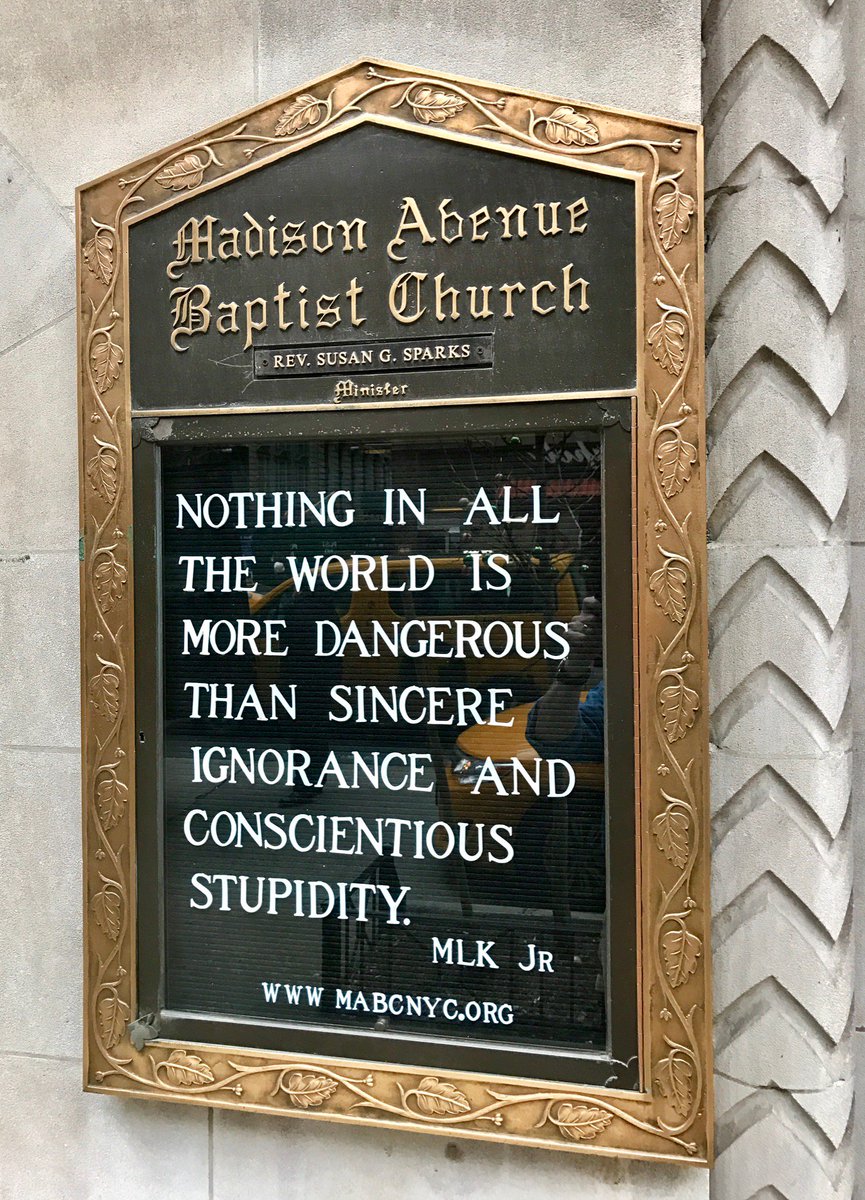 Madison Avenue
Baptist Church
REV. SUSAN G. SPARKS
Minister
NOTHING IN ALL
THE WORLD IS
MORE DANGEROUS
THAN SINCERE
IGNORANCE AND
CONSCIENTIOUS
STUPIDITY.
MLK JR
WWW MABCNYC.ORG